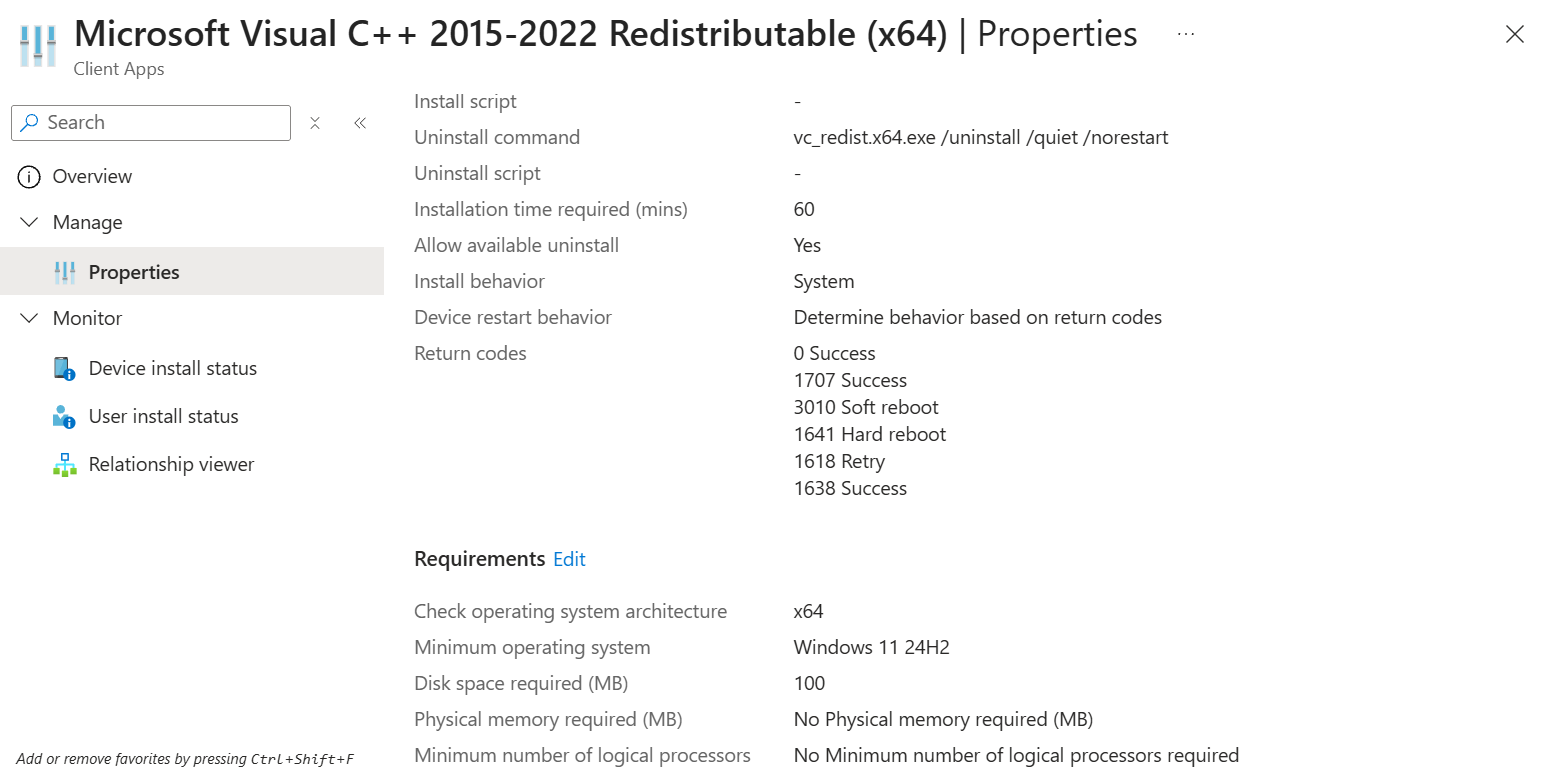 Microsoft Visual C++ 2015-2022 Redistributable (x64) | Properties ...
Client Apps
Search
Overview
Manage
Properties
Monitor
Device install status
User install status
Relationship viewer
Add or remove favorites by pressing Ctrl+Shift+F
Install script -
Uninstall command vc_redist.x64.exe /uninstall /quiet /norestart
Uninstall script -
Installation time required (mins) 60
Allow available uninstall Yes
Install behavior System
Device restart behavior Determine behavior based on return codes
Return codes 0 Success
1707 Success
3010 Soft reboot
1641 Hard reboot
1618 Retry
1638 Success
Requirements Edit
Check operating system architecture x64
Minimum operating system Windows 11 24H2
Disk space required (MB) 100
Physical memory required (MB) No Physical memory required (MB)
Minimum number of logical processors No Minimum number of logical processors required